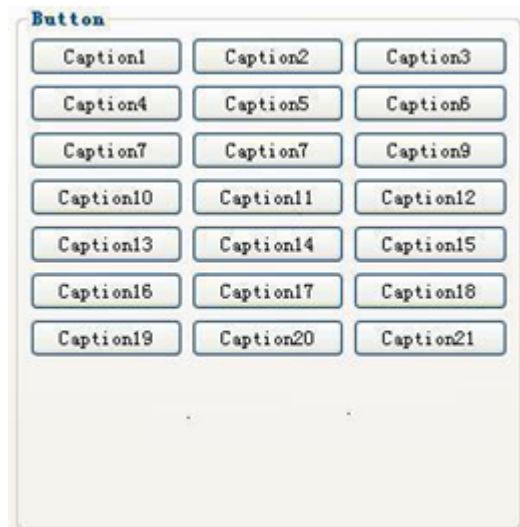 Button
Caption1 Caption2 Caption3
Caption4 Caption5 Caption6
Caption7 Caption7 Caption9
Caption10 Caption11 Caption12
Caption13 Caption14 Caption15
Caption16 Caption17 Caption18
Caption19 Caption20 Caption21